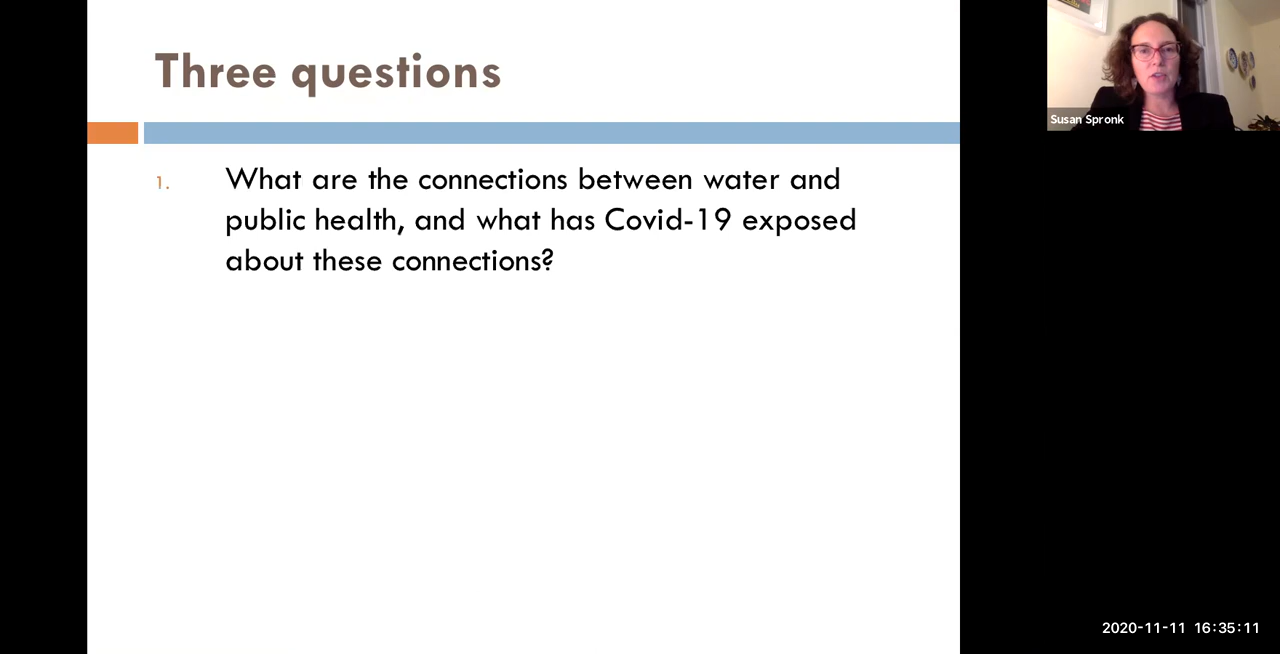 Three questions
Susan Spronk
1. What are the connections between water and
public health, and what has Covid-19 exposed
about these connections?
2020-11-11 16:35:11